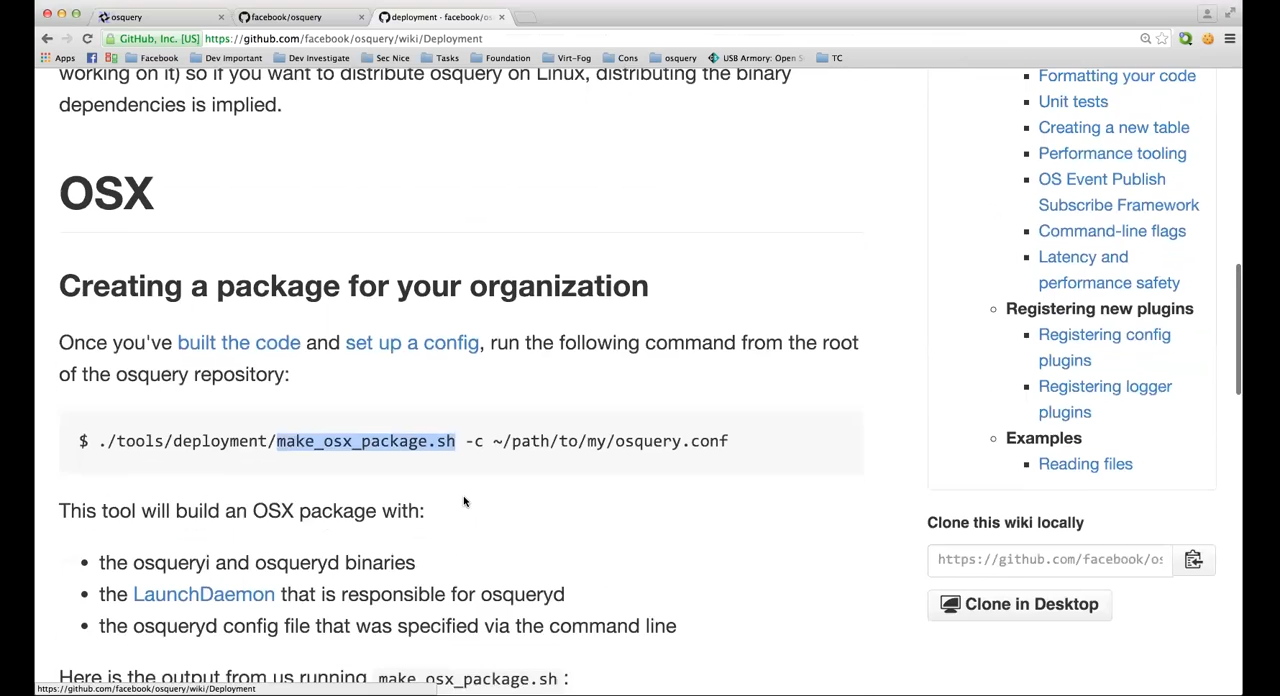 osquery
facebook/osquery
deployment · facebook/os
GitHub, Inc. [US] https://github.com/facebook/osquery/wiki/Deployment
Apps Facebook Dev Important Dev Investigate Sec Nice Tasks Foundation Virt-Fog Cons osquery USB Armory: Open S TC
working on it) so if you want to distribute osquery on Linux, distributing the binary
dependencies is implied.
OSX
Creating a package for your organization
Once you've built the code and set up a config, run the following command from the root
of the osquery repository:
$ ./tools/deployment/make_osx_package.sh -c ~/path/to/my/osquery.conf
This tool will build an OSX package with:
• the osqueryi and osqueryd binaries
• the LaunchDaemon that is responsible for osqueryd
• the osqueryd config file that was specified via the command line
Here is the output from us running make_osx_package.sh :
Formatting your code
Unit tests
Creating a new table
Performance tooling
OS Event Publish
Subscribe Framework
Command-line flags
Latency and
performance safety
Registering new plugins
Registering config
plugins
Registering logger
plugins
Examples
Reading files
Clone this wiki locally
https://github.com/facebook/os
Clone in Desktop
https://github.com/facebook/osquery/wiki/Deployment